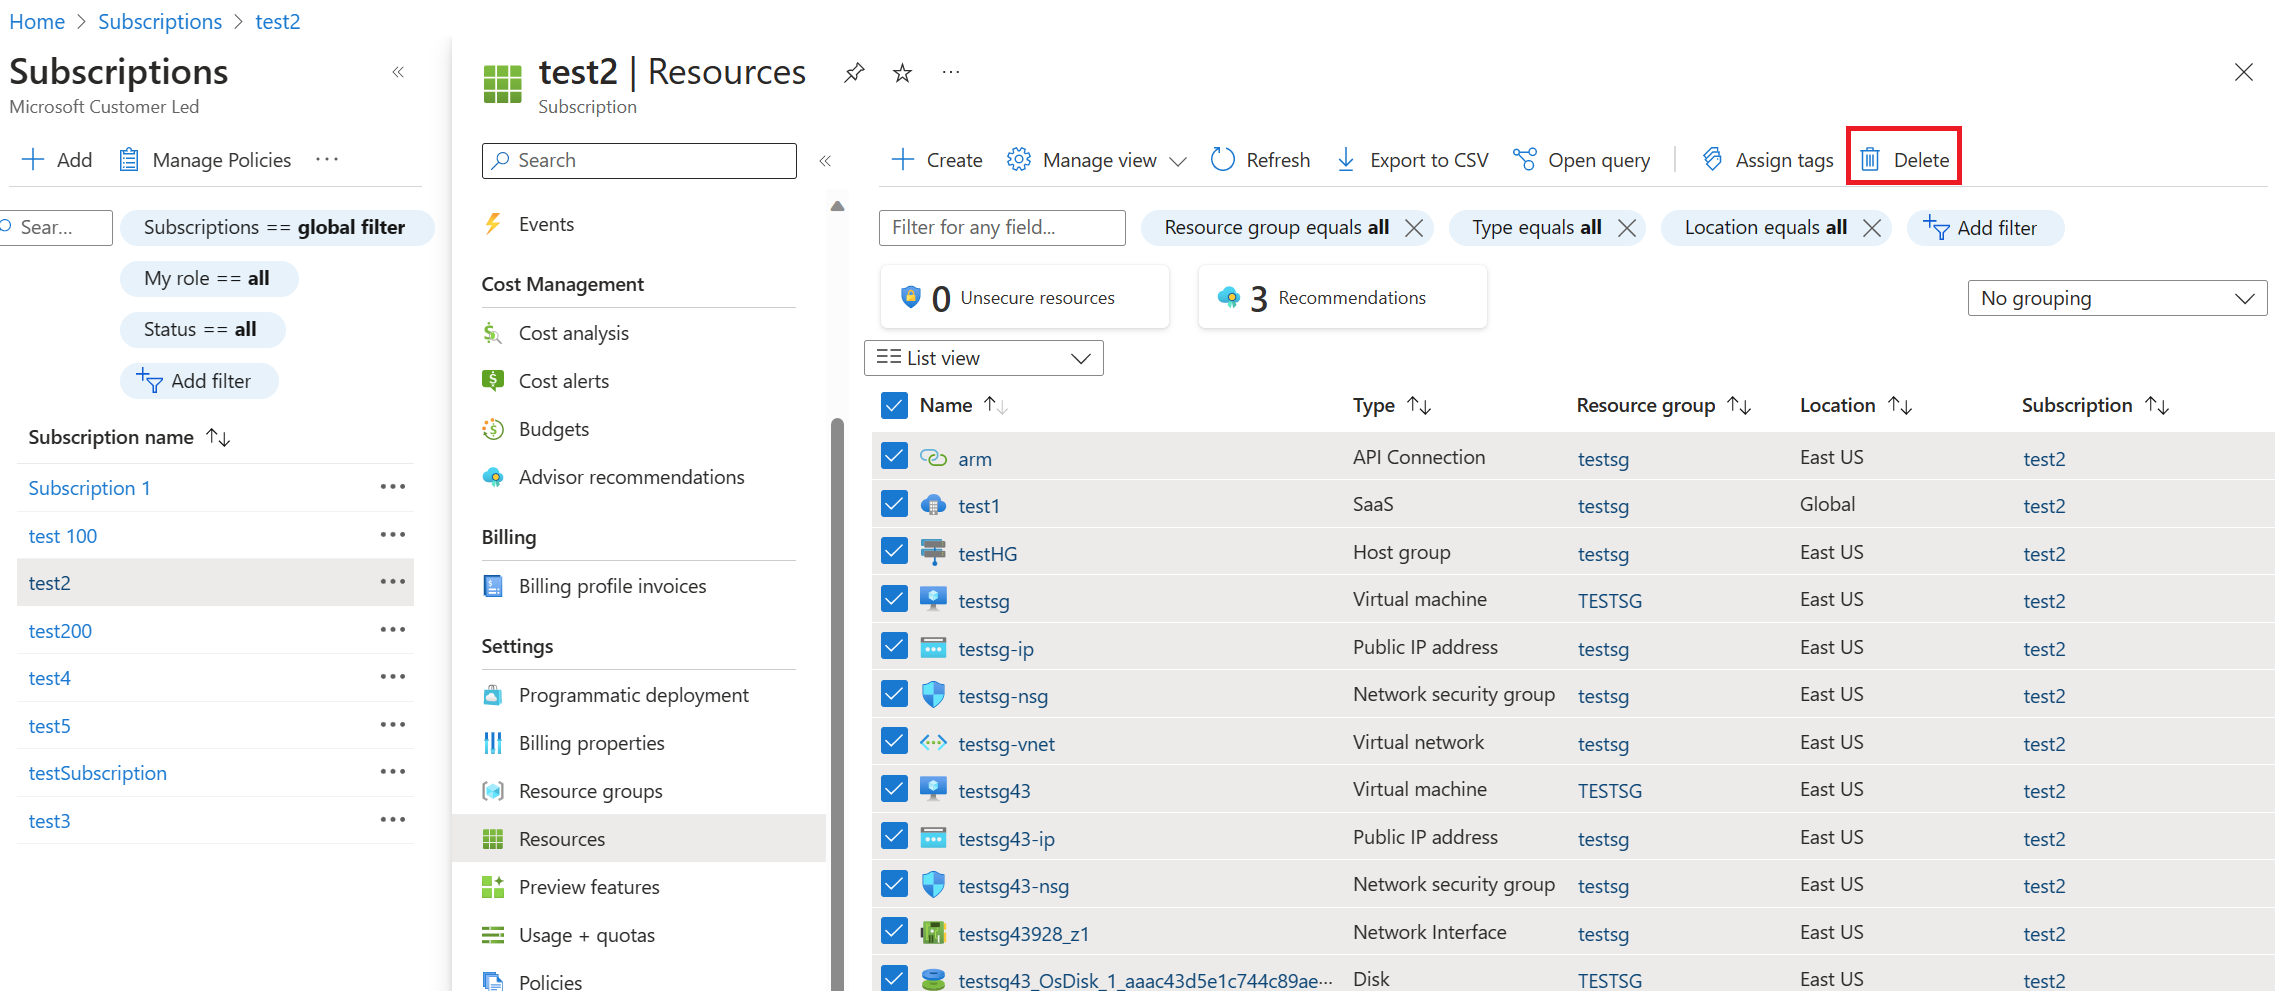 Home > Subscriptions > test2
Subscriptions
«
Microsoft Customer Led
Add
Manage Policies
···
Sear...
Subscriptions == global filter
My role == all
Status == all
Add filter
Subscription name
Subscription 1
test 100
test2
test200
test4
test5
testSubscription
test3
test2 | Resources
···
Subscription
Search
«
Events
Cost Management
Cost analysis
Cost alerts
Budgets
Advisor recommendations
Billing
Billing profile invoices
Settings
Programmatic deployment
Billing properties
Resource groups
Resources
Preview features
Usage + quotas
Policies
Create Manage view Refresh Export to CSV Open query Assign tags Delete
Filter for any field... Resource group equals all Type equals all Location equals all Add filter
0 Unsecure resources 3 Recommendations
No grouping
List view
Name Type Resource group Location Subscription
arm API Connection testsg East US test2
test1 SaaS testsg Global test2
testHG Host group testsg East US test2
testsg Virtual machine TESTSG East US test2
testsg-ip Public IP address testsg East US test2
testsg-nsg Network security group testsg East US test2
testsg-vnet Virtual network testsg East US test2
testsg43 Virtual machine TESTSG East US test2
testsg43-ip Public IP address testsg East US test2
testsg43-nsg Network security group testsg East US test2
testsg43928_z1 Network Interface testsg East US test2
testsg43_OsDisk_1_aaac43d5e1c744c89ae··· Disk TESTSG East US test2